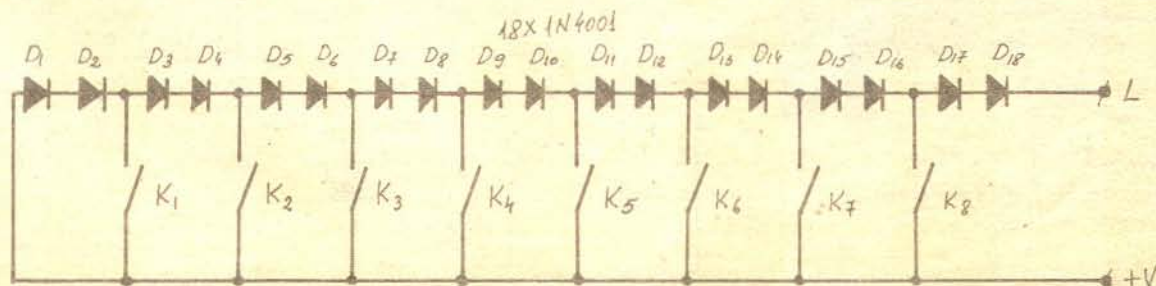 18X 1N4001
D1 D2 D3 D4 D5 D6 D7 D8 D9 D10 D11 D12 D13 D14 D15 D16 D17 D18
L
K1 K2 K3 K4 K5 K6 K7 K8
+V